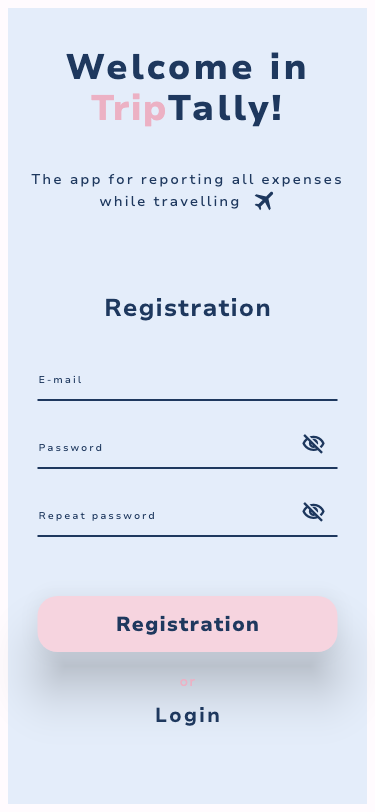 Welcome in
TripTally!
The app for reporting all expenses
while travelling
Registration
E-mail
Password
Repeat password
Registration
or
Login